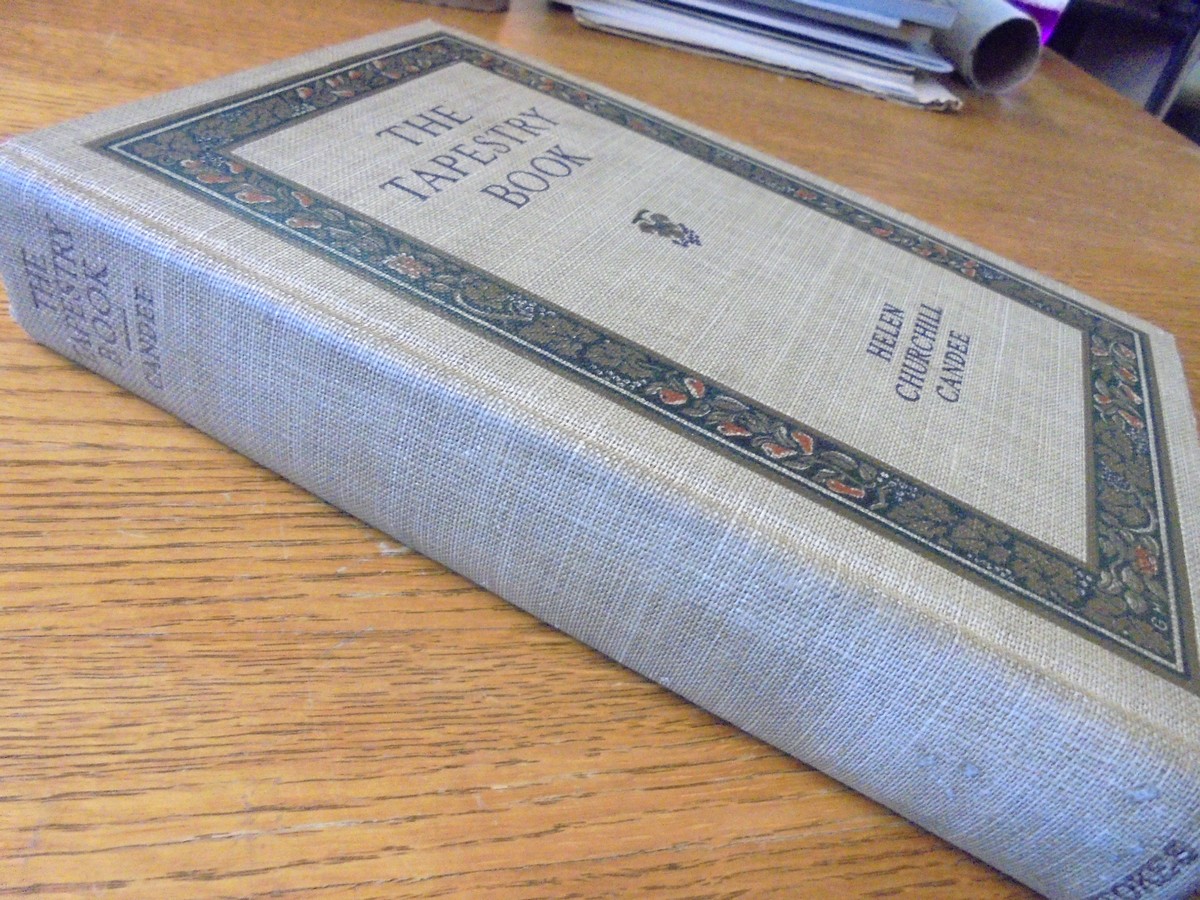 THE
TAPESTRY
BOOK
HELEN
CHURCHILL
CANDEE
THE
TAPESTRY
BOOK
CANDEE